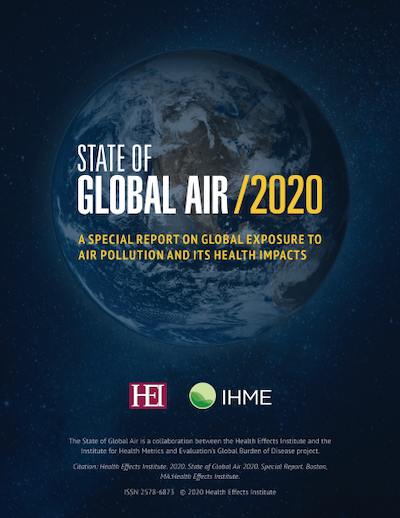 STATE OF
GLOBAL AIR /2020
A SPECIAL REPORT ON GLOBAL EXPOSURE TO
AIR POLLUTION AND ITS HEALTH IMPACTS
HEI
IHME
The State of Global Air is a collaboration between the Health Effects Institute and the
Institute for Health Metrics and Evaluation's Global Burden of Disease project.
Citation: Health Effects Institute. 2020. State of Global Air 2020. Special Report. Boston,
MA:Health Effects Institute.
ISSN 2578-6873 © 2020 Health Effects Institute